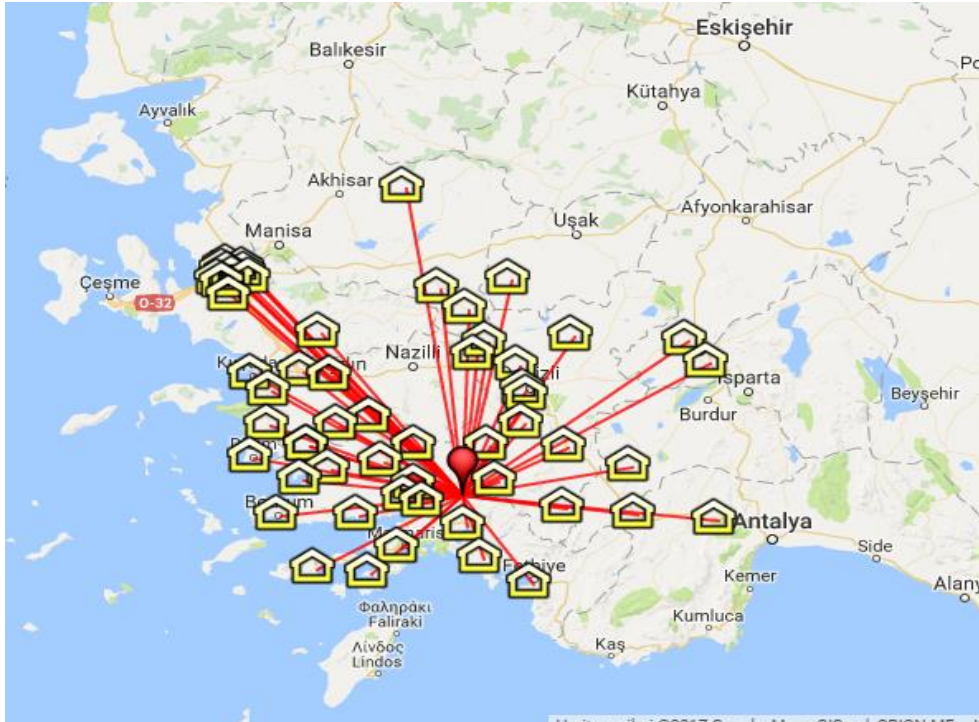 Eskişehir
Balıkesir
Kütahya
Ayvalık
Akhisar
Uşak
Afyonkarahisar
Manisa
Çeşme
O-32
Nazilli
Isparta
Burdur
Beyşehir
Antalya
Side
Kemer
Alany
Φαληράκι
Faliraki
Kumluca
Kaş
Λίνδος
Lindos